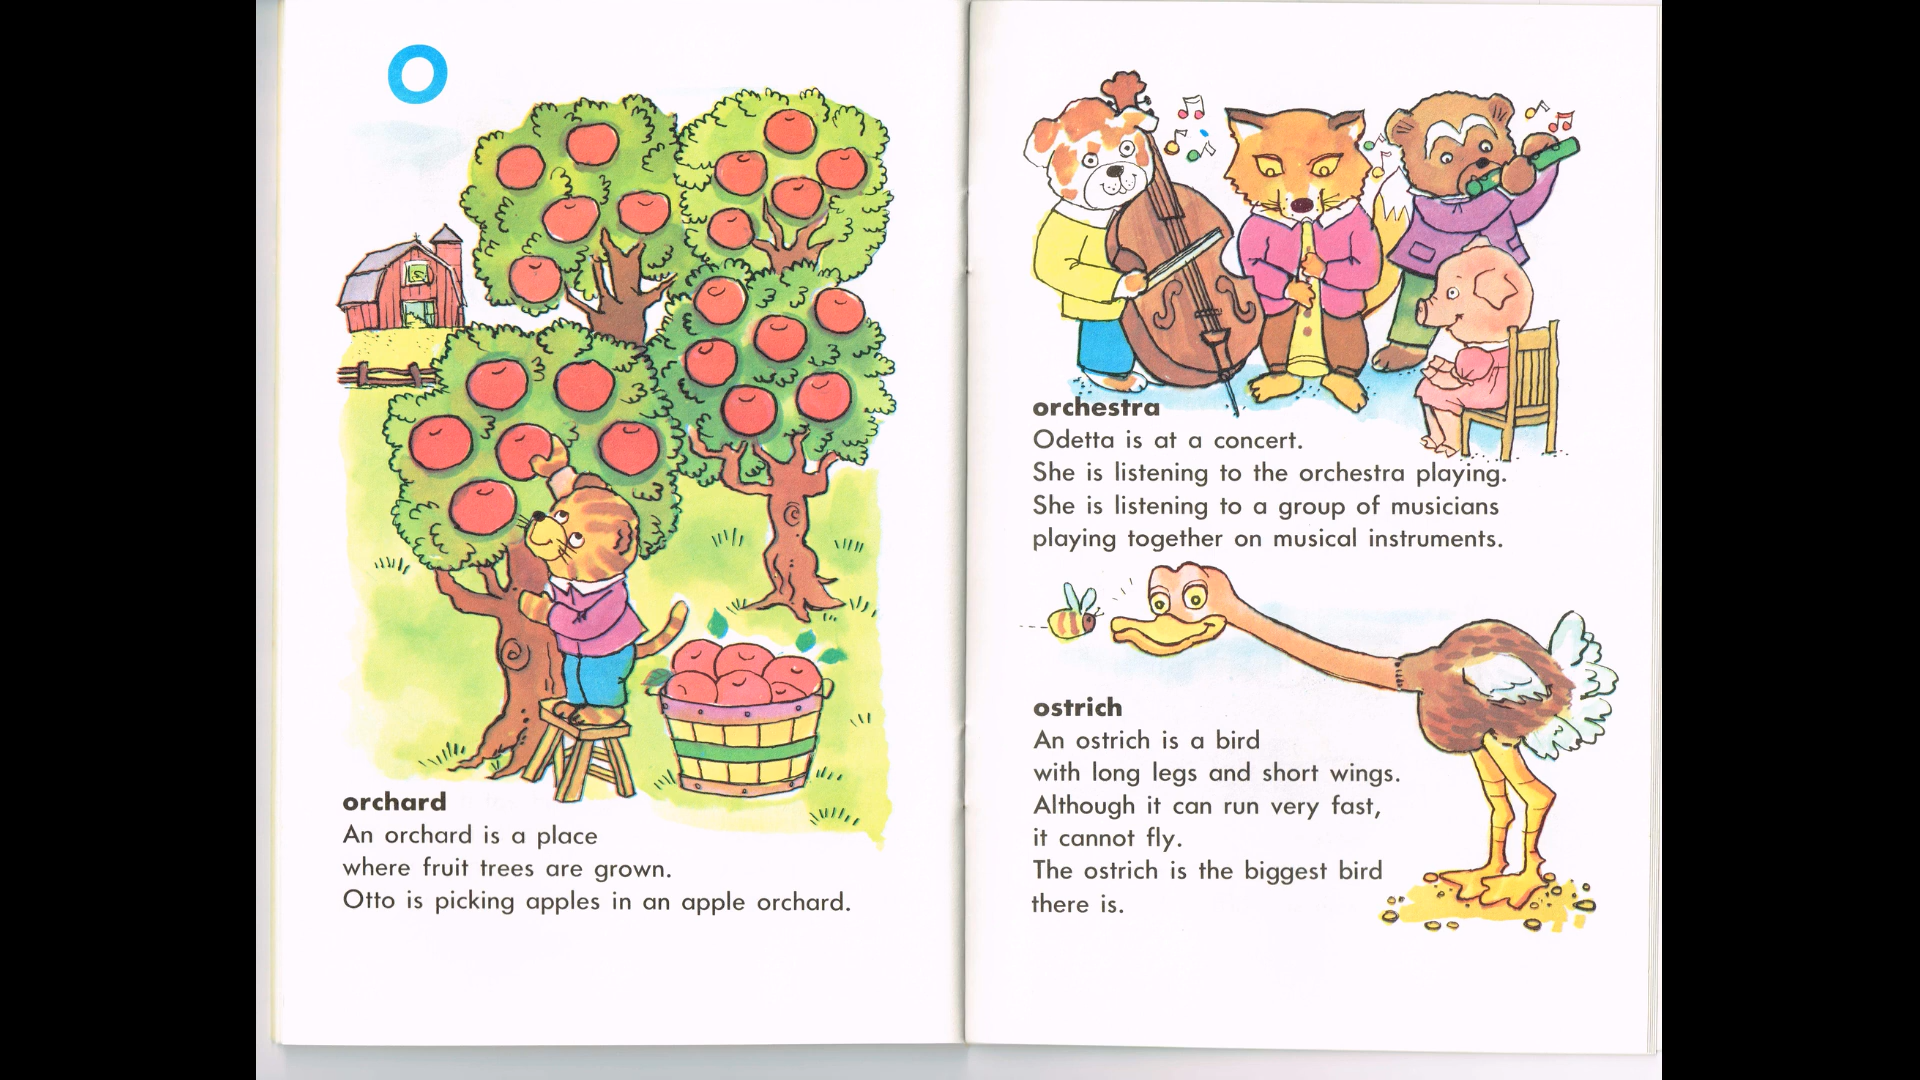 O
orchard
An orchard is a place
where fruit trees are grown.
Otto is picking apples in an apple orchard.
orchestra
Odetta is at a concert.
She is listening to the orchestra playing.
She is listening to a group of musicians
playing together on musical instruments.
ostrich
An ostrich is a bird
with long legs and short wings.
Although it can run very fast,
it cannot fly.
The ostrich is the biggest bird
there is.